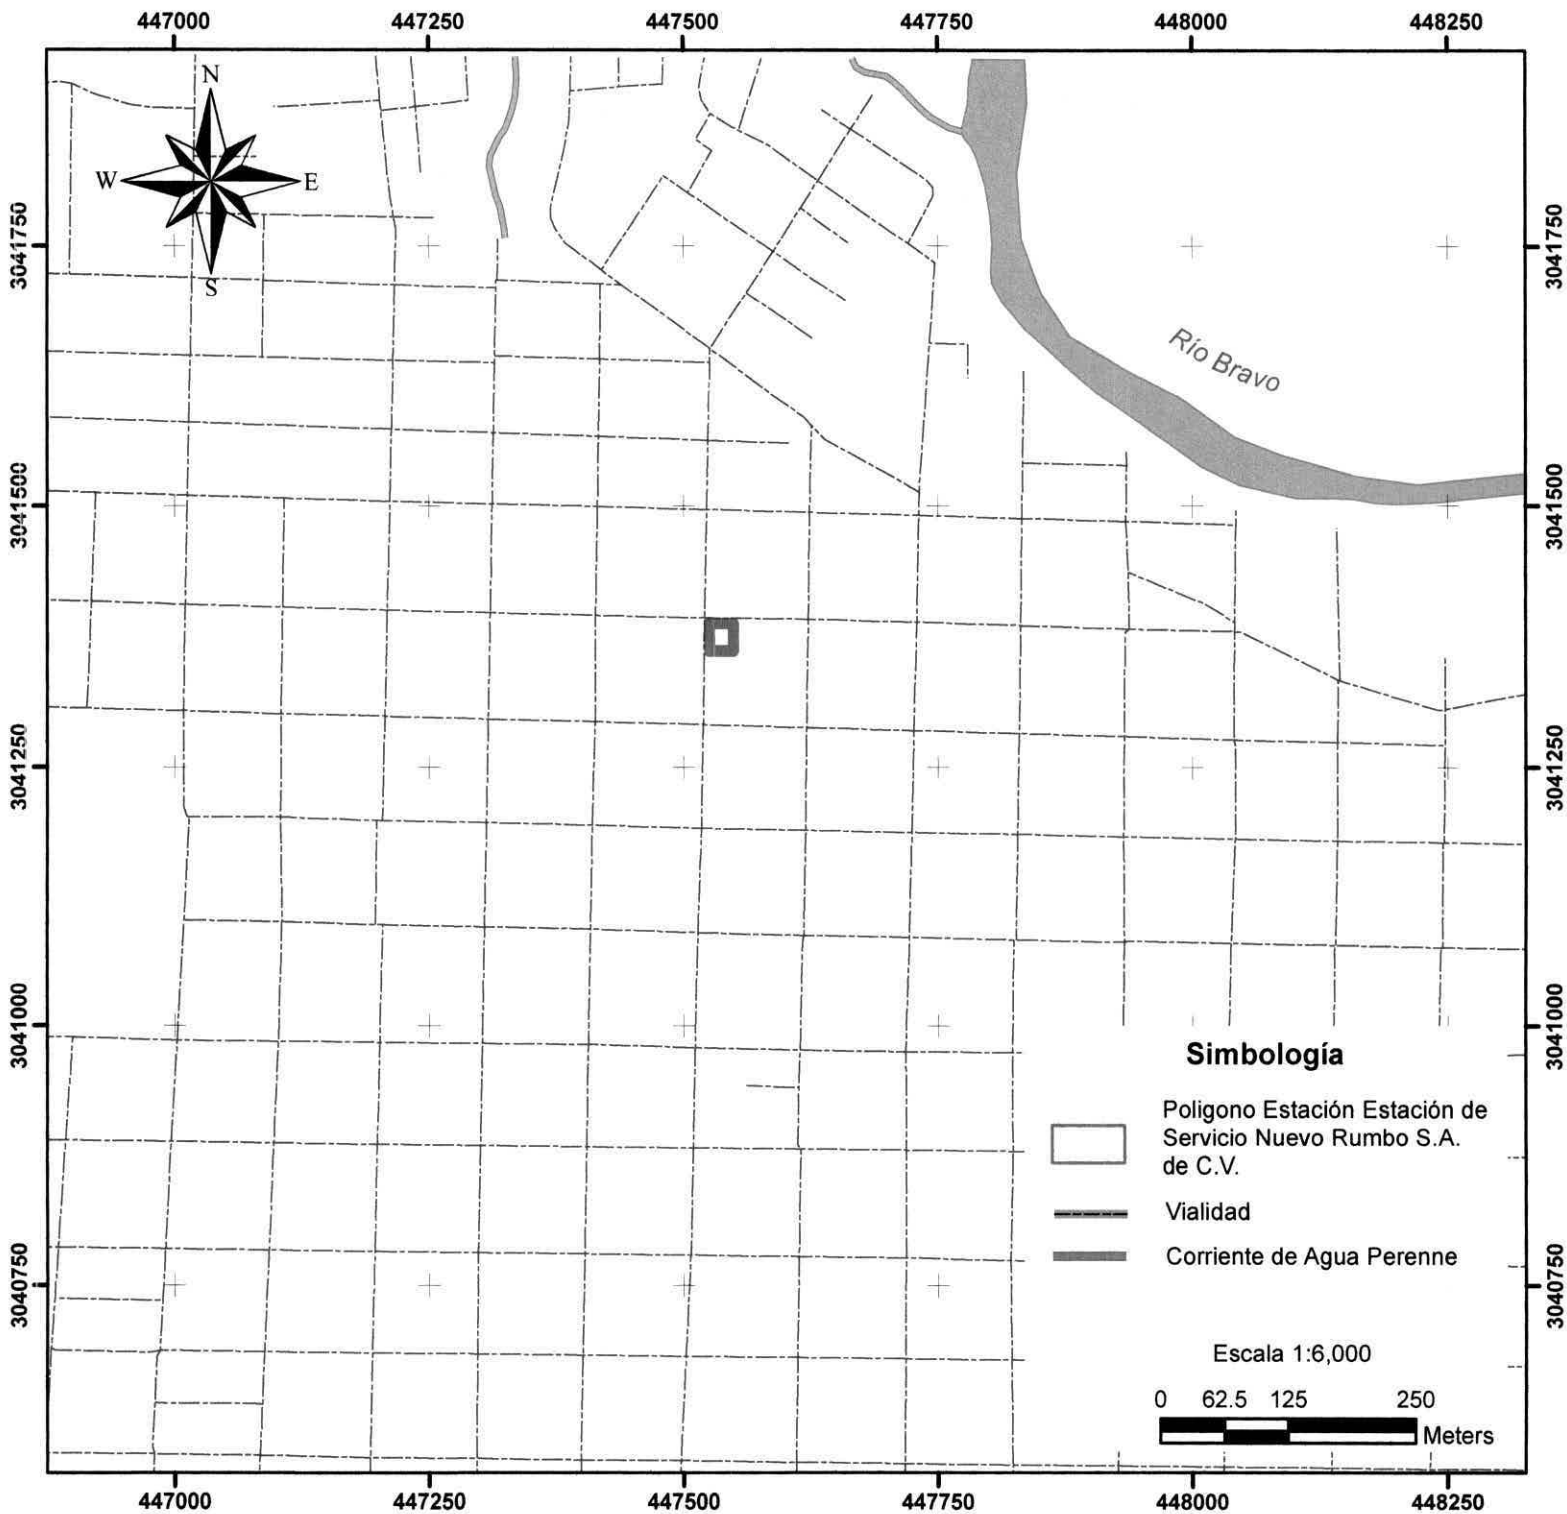 447000 447250 447500 447750 448000 448250
N
W E
S
3041750 3041750
Río Bravo
3041500 3041500
3041250 3041250
3041000 3041000
Simbología
Poligono Estación Estación de
Servicio Nuevo Rumbo S.A.
de C.V.
Vialidad
Corriente de Agua Perenne
3040750 3040750
Escala 1:6,000
0 62.5 125 250
Meters
447000 447250 447500 447750 448000 448250